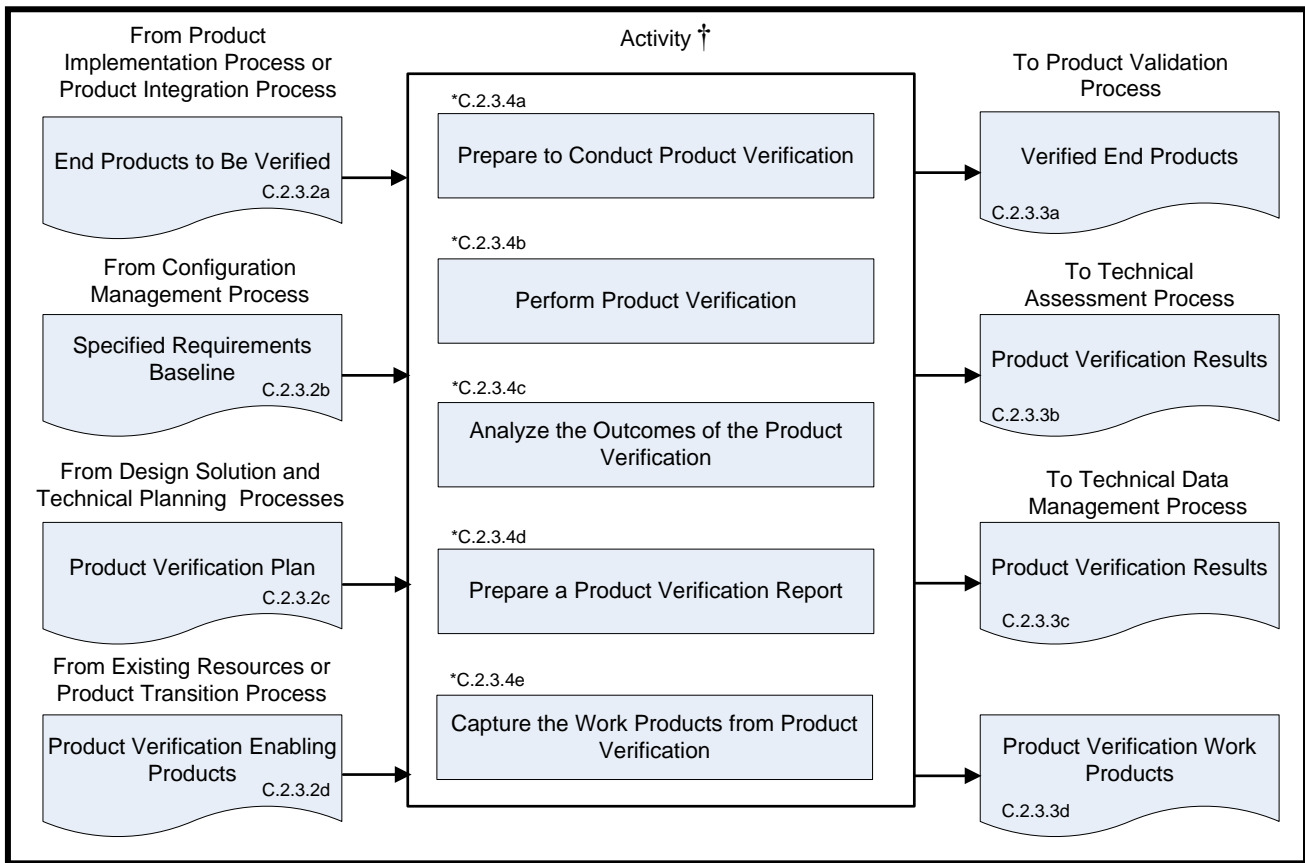 From Product
Implementation Process or
Product Integration Process
End Products to Be Verified
C.2.3.2a
From Configuration
Management Process
Specified Requirements
Baseline
C.2.3.2b
From Design Solution and
Technical Planning Processes
Product Verification Plan
C.2.3.2c
From Existing Resources or
Product Transition Process
Product Verification Enabling
Products
C.2.3.2d
Activity †
*C.2.3.4a
Prepare to Conduct Product Verification
*C.2.3.4b
Perform Product Verification
*C.2.3.4c
Analyze the Outcomes of the Product
Verification
*C.2.3.4d
Prepare a Product Verification Report
*C.2.3.4e
Capture the Work Products from Product
Verification
To Product Validation
Process
Verified End Products
C.2.3.3a
To Technical
Assessment Process
Product Verification Results
C.2.3.3b
To Technical Data
Management Process
Product Verification Results
C.2.3.3c
Product Verification Work
Products
C.2.3.3d